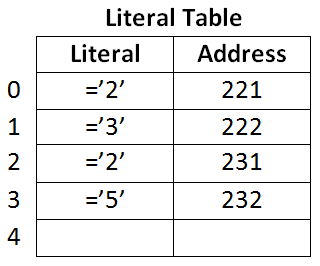 Literal Table
Literal Address
0 =’2’ 221
1 =’3’ 222
2 =’2’ 231
3 =’5’ 232
4